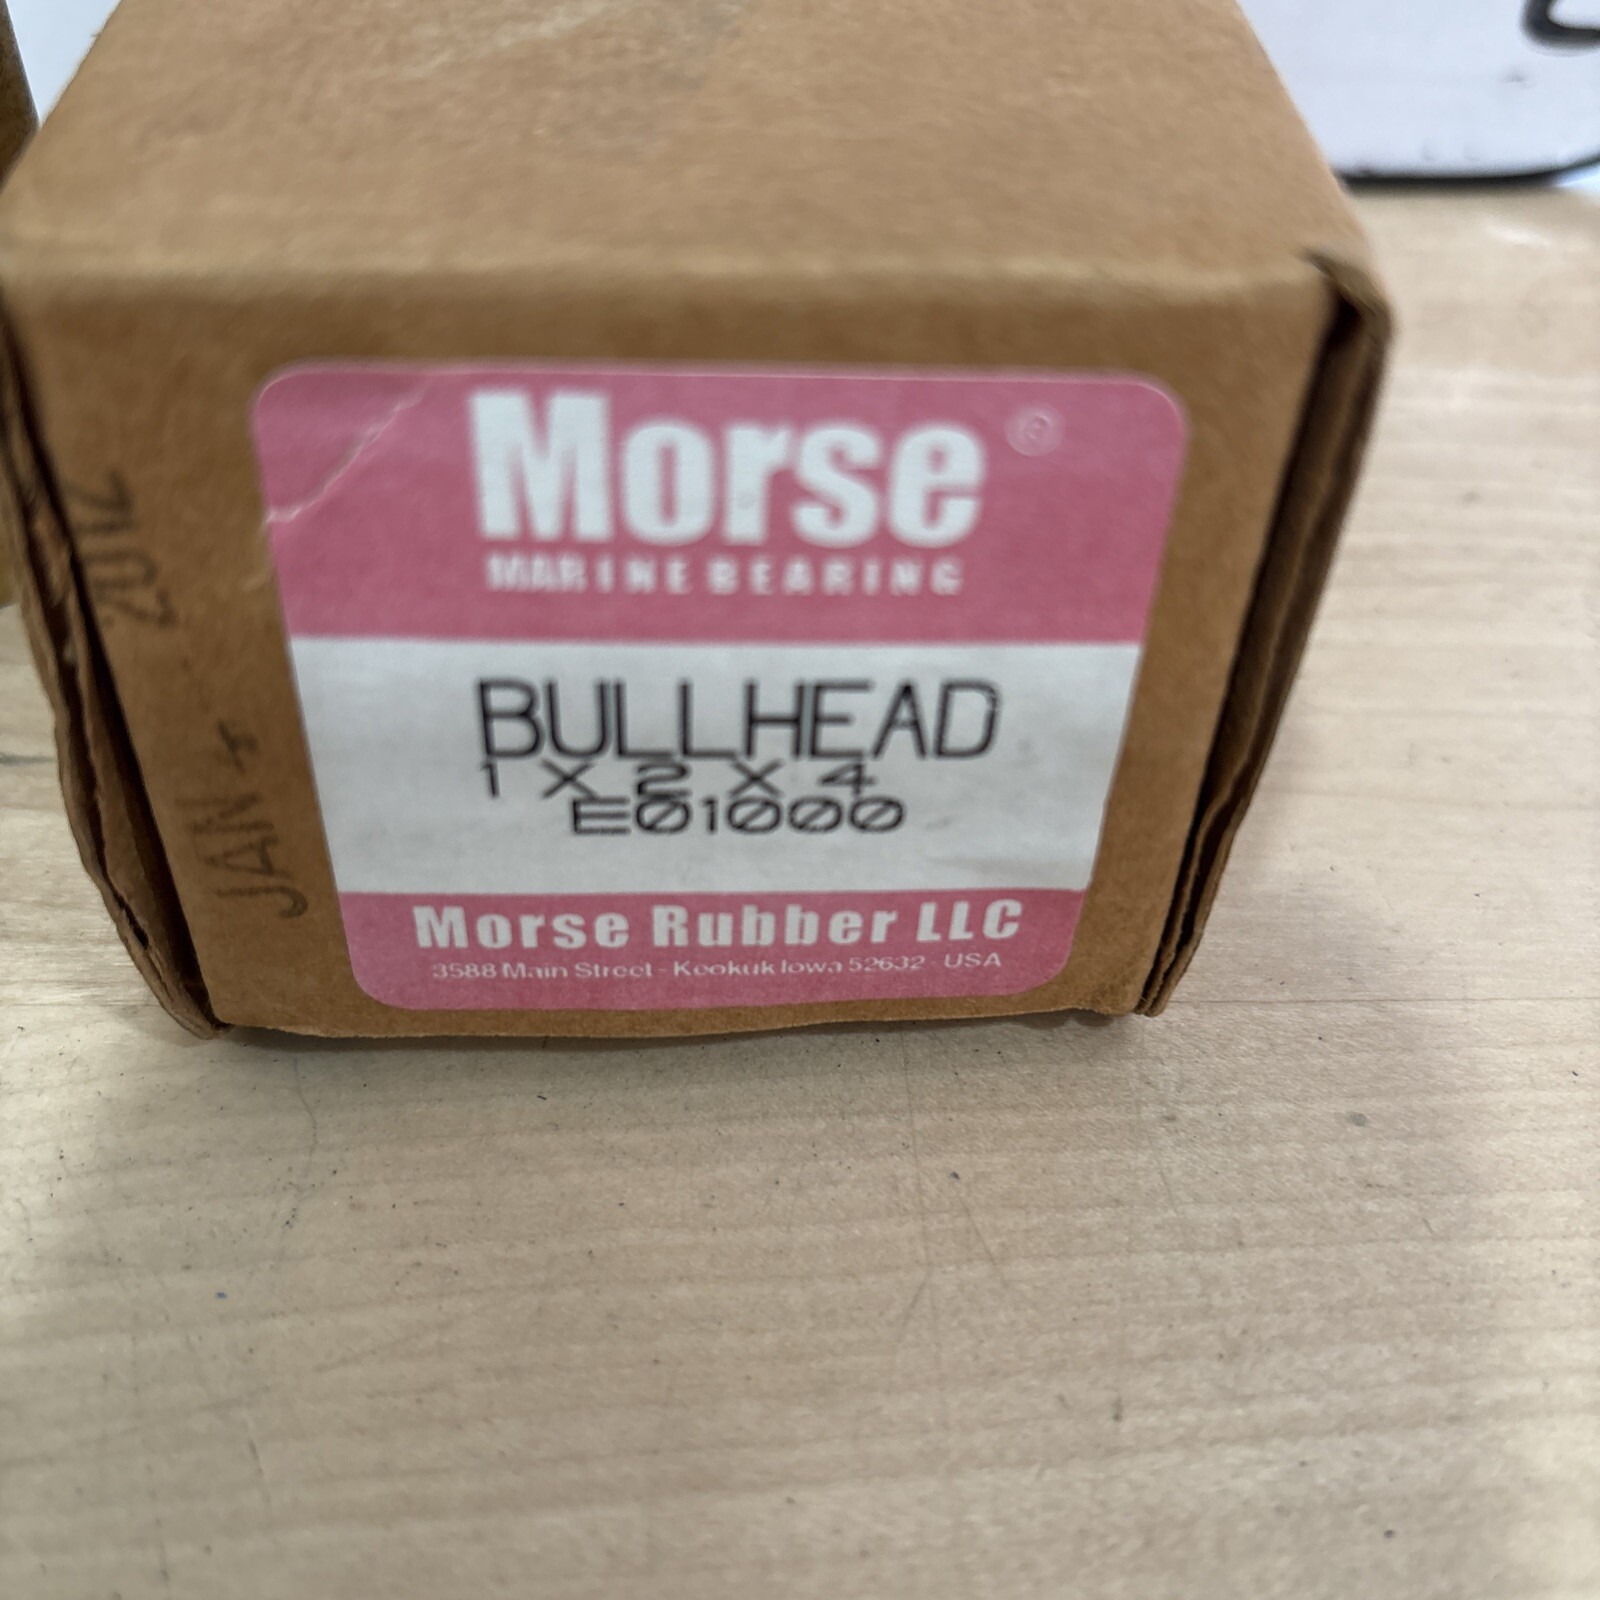 Morse ®
MARINE BEARING
BULLHEAD
1 X 2 X 4
E01000
Morse Rubber LLC
3588 Main Street - Keokuk Iowa 52632 - USA
JAN